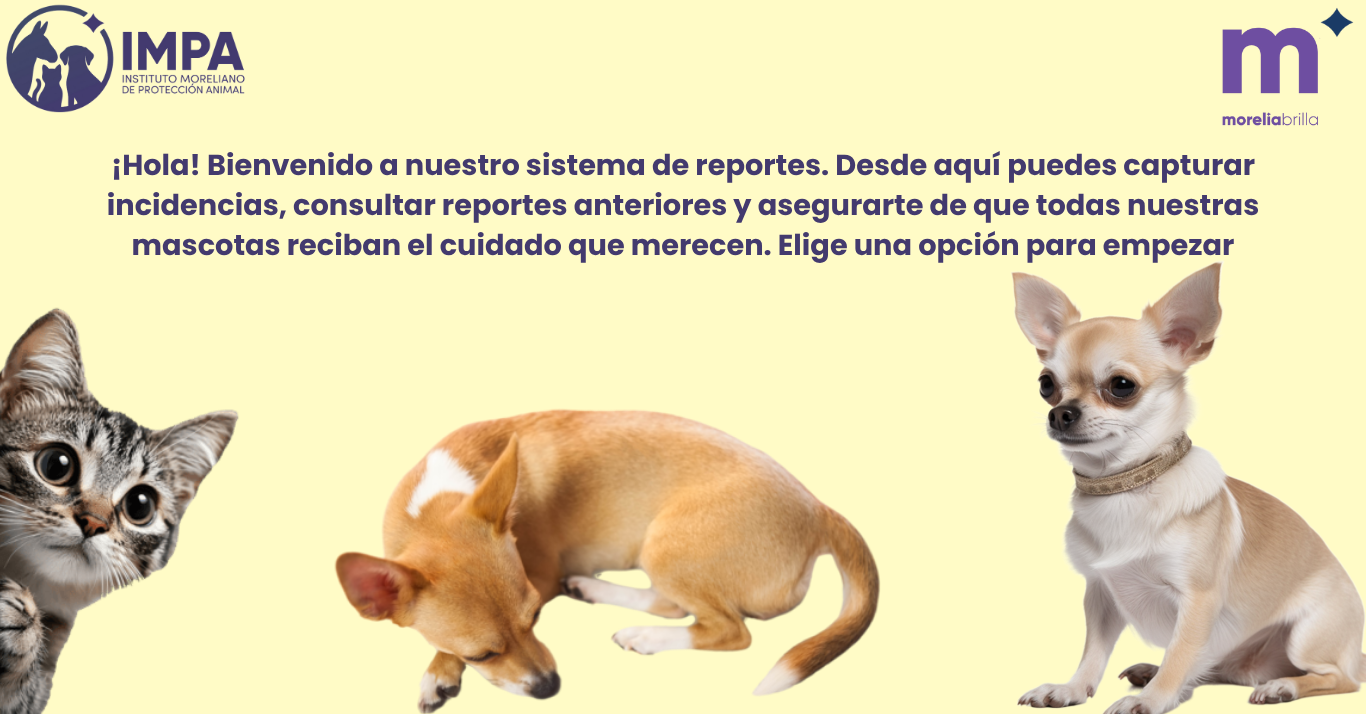 IMPA
INSTITUTO MORELIANO
DE PROTECCIÓN ANIMAL
m
moreliabrilla
¡Hola! Bienvenido a nuestro sistema de reportes. Desde aquí puedes capturar
incidencias, consultar reportes anteriores y asegurarte de que todas nuestras
mascotas reciban el cuidado que merecen. Elige una opción para empezar